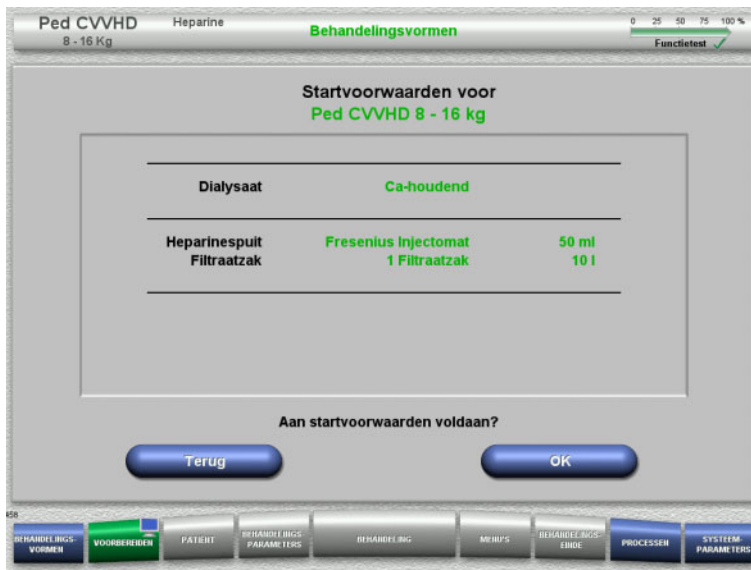 Ped CVVHD
8 - 16 Kg
Heparine
Behandelingsvormen
0 25 50 75 100 %
Functietest
Startvoorwaarden voor
Ped CVVHD 8 - 16 kg
Dialysaat Ca-houdend
Heparinespuit Fresenius Injectomat 50 ml
Filtraatzak 1 Filtraatzak 10 l
Aan startvoorwaarden voldaan?
Terug OK
BEHANDELINGS-
VORMEN
VOORBEREIDEN
PATIËNT
BEHANDELINGS-
PARAMETERS
BEHANDELING
MENU'S
BEHANDELINGS-
EINDE
PROCESSEN
SYSTEEM-
PARAMETERS